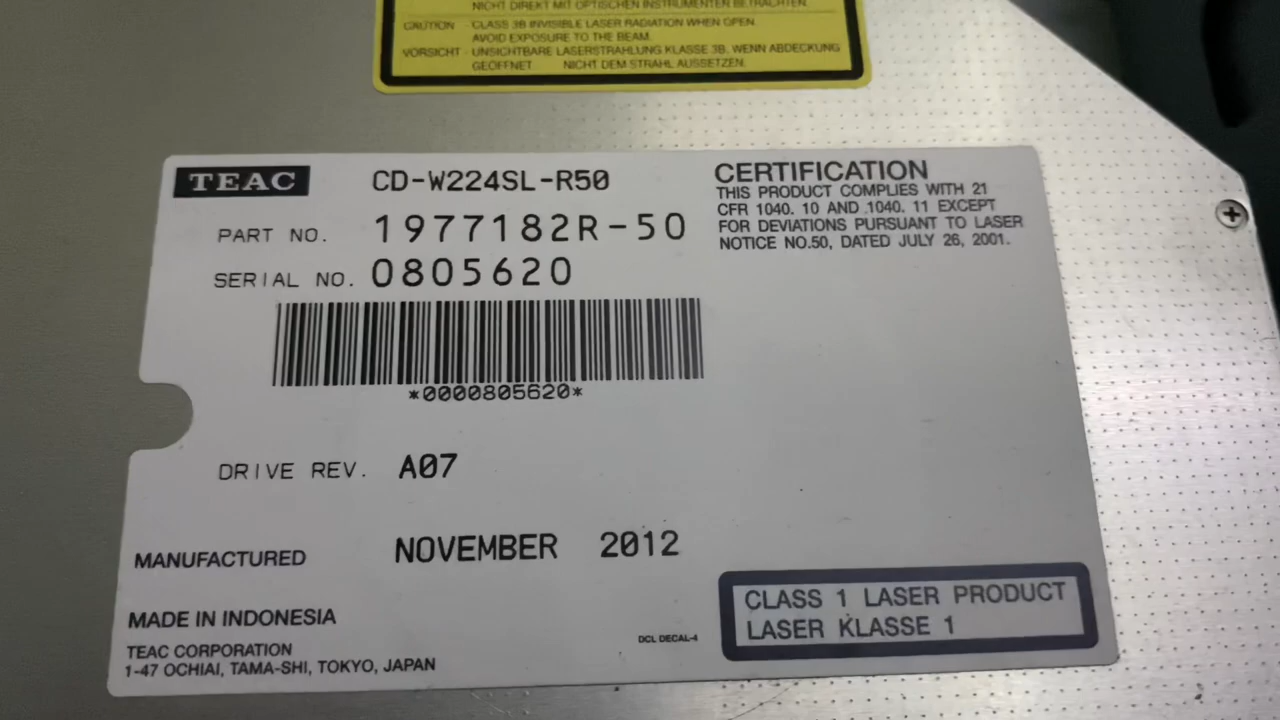 NICHT DIREKT MIT OPTISCHEN INSTRUMENTEN BETRACHTEN.
CAUTION - CLASS 3B INVISIBLE LASER RADIATION WHEN OPEN.
AVOID EXPOSURE TO THE BEAM.
VORSICHT - UNSICHTBARE LASERSTRAHLUNG KLASSE 3B, WENN ABDECKUNG
GEOFFNET NICHT DEM STRAHL AUSSETZEN.
TEAC CD-W224SL-R50
PART NO. 1977182R-50
SERIAL NO. 0805620
*0000805620*
CERTIFICATION
THIS PRODUCT COMPLIES WITH 21
CFR 1040. 10 AND 1040. 11 EXCEPT
FOR DEVIATIONS PURSUANT TO LASER
NOTICE NO.50, DATED JULY 26, 2001.
DRIVE REV. A07
MANUFACTURED NOVEMBER 2012
MADE IN INDONESIA
TEAC CORPORATION
1-47 OCHIAI, TAMA-SHI, TOKYO, JAPAN
DCL DECAL-4
CLASS 1 LASER PRODUCT
LASER KLASSE 1